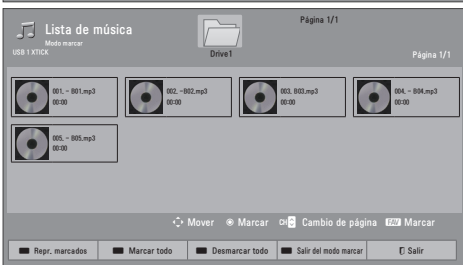 Lista de música
Página 1/1
Modo marcar
USB 1 XTICK
Drive1
Página 1/1
001. - B01.mp3
00:00
002. -B02.mp3
00:00
003. B03.mp3
00:00
004. - B04.mp3
00:00
005. - B05.mp3
00:00
Mover Marcar CH Cambio de página FAV Marcar
Repr. marcados Marcar todo Desmarcar todo Salir del modo marcar Salir